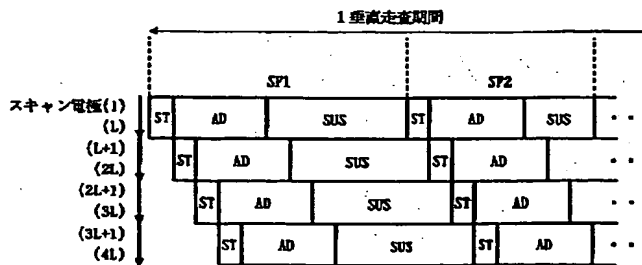 1垂直走査期間
SF1 SF2
スキャン電極(1) ST AD SUS ST AD SUS
(L)
(L+1) ST AD SUS ST AD
(2L)
(2L+1) ST AD SUS ST AD
(3L)
(3L+1) ST AD SUS ST AD
(4L)